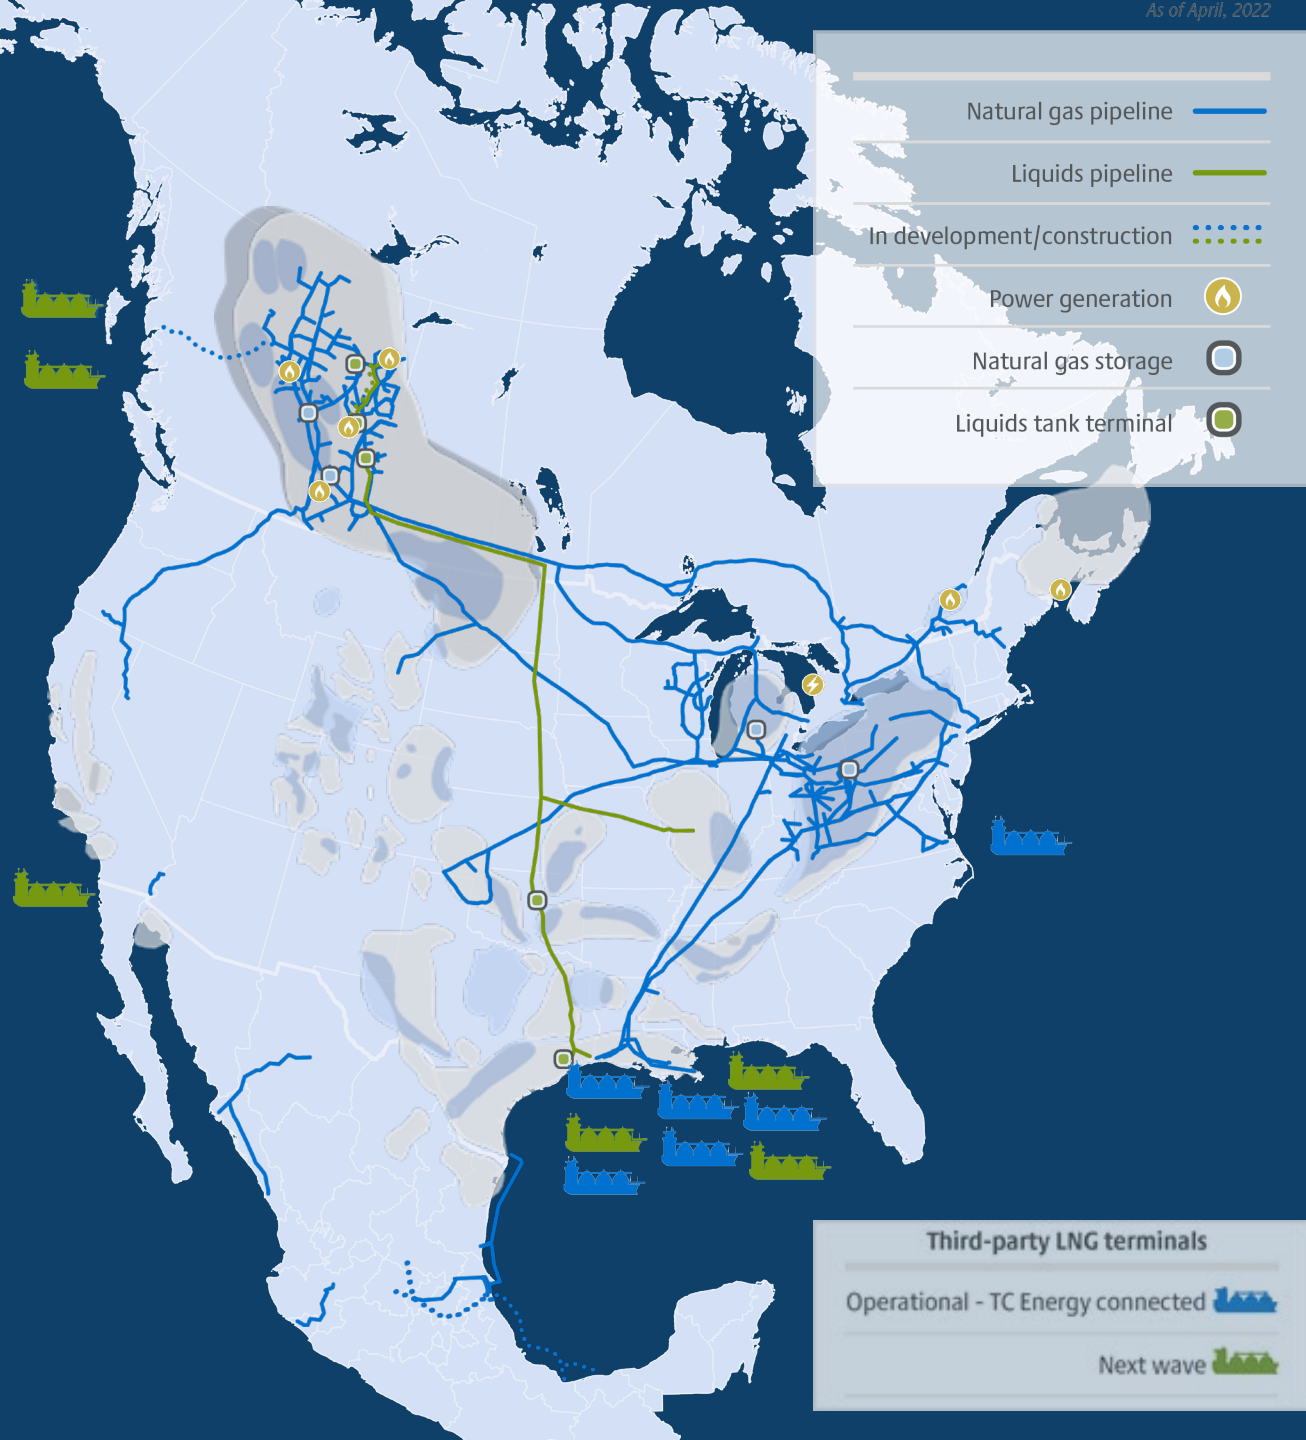 As of April, 2022
Natural gas pipeline
Liquids pipeline
In development/construction
Power generation
Natural gas storage
Liquids tank terminal
Third-party LNG terminals
Operational - TC Energy connected
Next wave